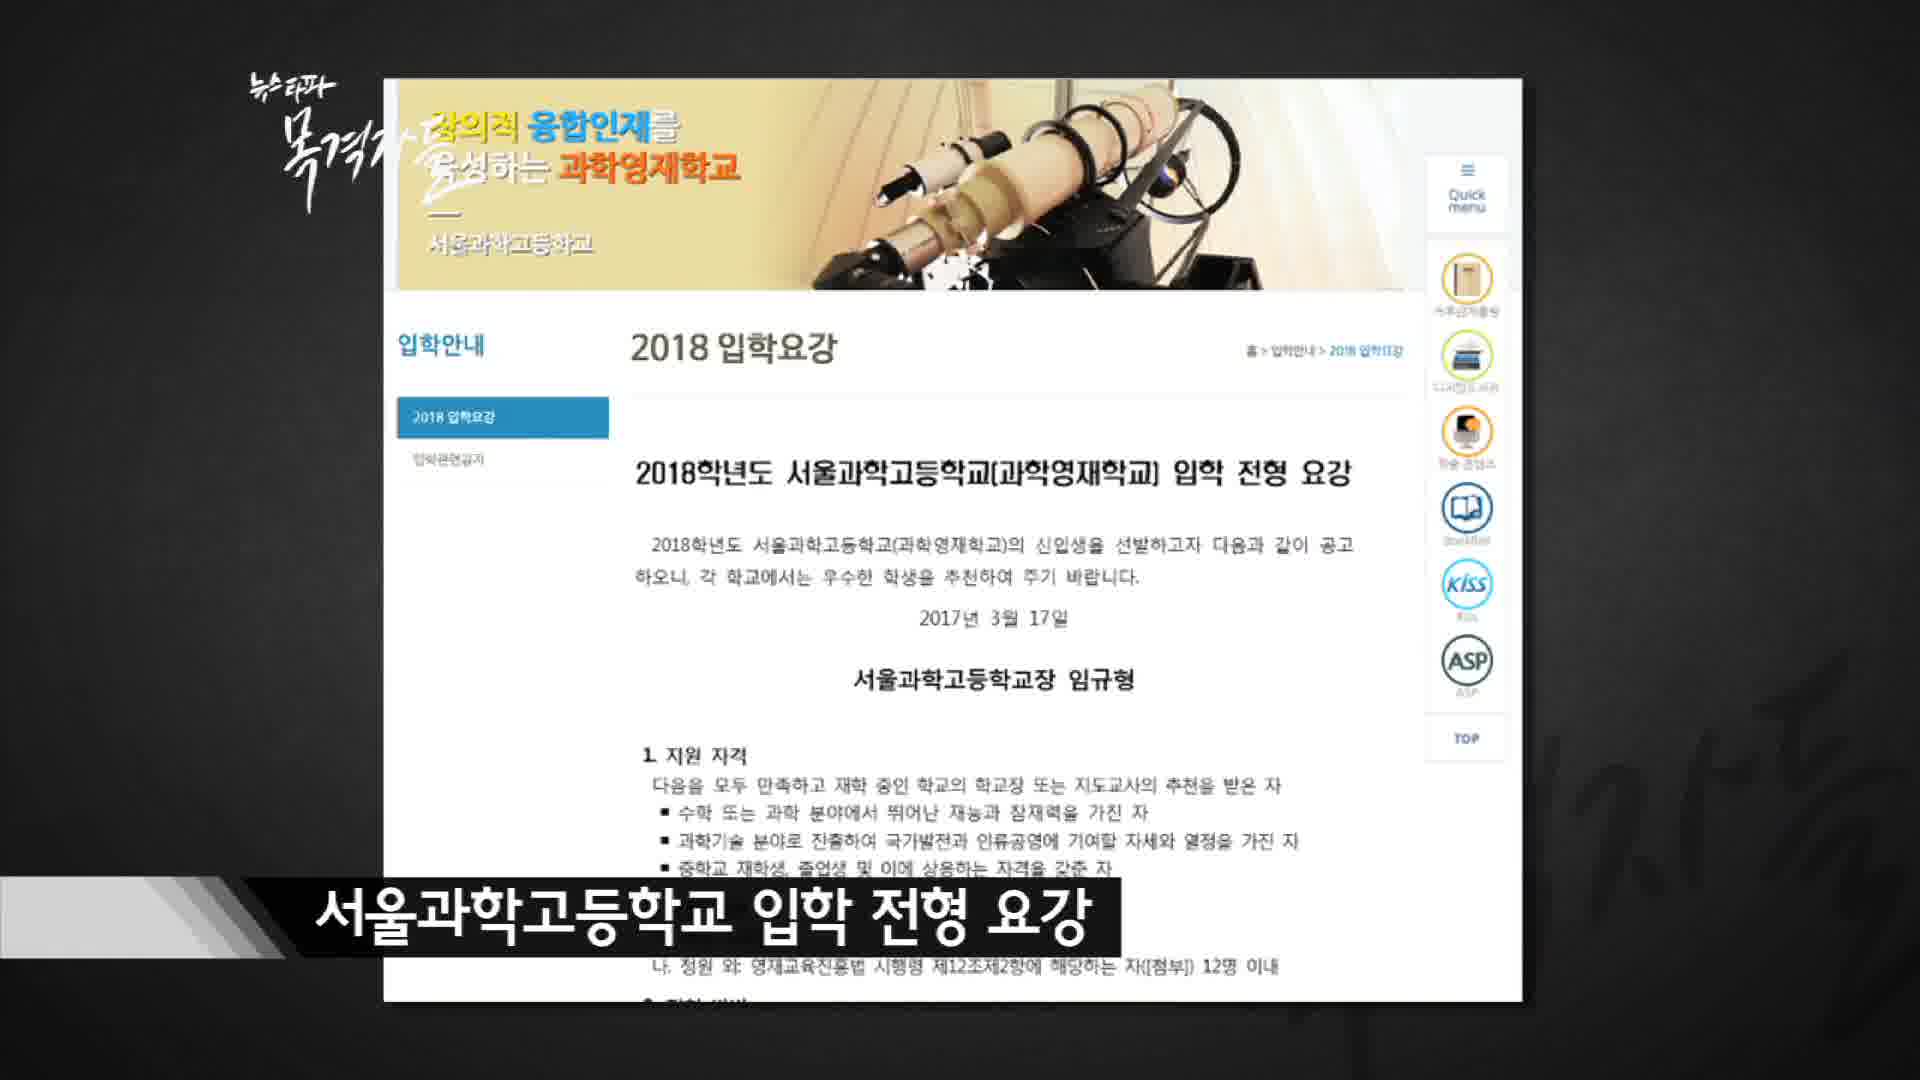 뉴스타파
목격자들
창의적 융합인재를
육성하는 과학영재학교
서울과학고등학교
Quick
menu
입학안내
2018 입학요강
홈 > 입학안내 > 2018 입학요강
2018 입학요강
입학관련공지
2018학년도 서울과학고등학교(과학영재학교) 입학 전형 요강
2018학년도 서울과학고등학교(과학영재학교)의 신입생을 선발하고자 다음과 같이 공고
하오니, 각 학교에서는 우수한 학생을 추천하여 주기 바랍니다.
2017년 3월 17일
서울과학고등학교장 임규형
KISS
ASP
ASP
TOP
1. 지원 자격
다음을 모두 만족하고 재학 중인 학교의 학교장 또는 지도교사의 추천을 받은 자
■ 수학 또는 과학 분야에서 뛰어난 재능과 잠재력을 가진 자
■ 과학기술 분야로 진출하여 국가발전과 인류공영에 기여할 자세와 열정을 가진 자
■ 중학교 재학생, 졸업생 및 이에 상응하는 자격을 갖춘 자
서울과학고등학교 입학 전형 요강
나. 정원 외: 영재교육진흥법 시행령 제12조제2항에 해당하는 자([첨부]) 12명 이내